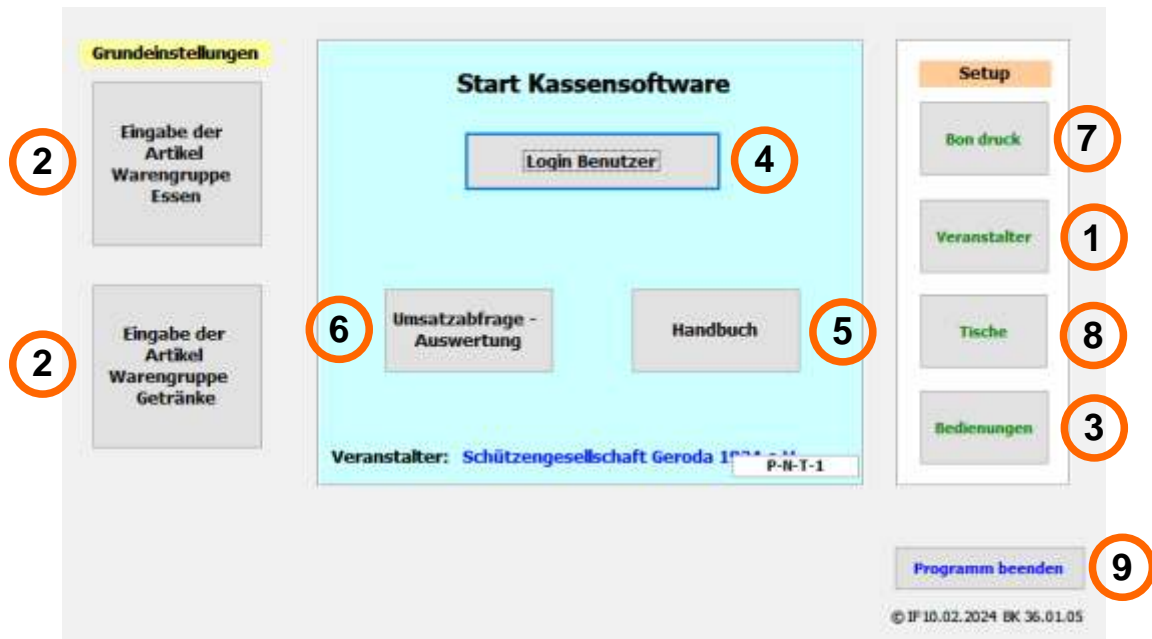 Grundeinstellungen
Eingabe der
Artikel
Warengruppe
Essen
2
Eingabe der
Artikel
Warengruppe
Getränke
2
Start Kassensoftware
Login Benutzer
4
6
Umsatzabfrage -
Auswertung
Handbuch
5
Veranstalter: Schützengesellschaft Geroda
P-N-T-1
Setup
Bon druck
7
Veranstalter
1
Tische
8
Bedienungen
3
Programm beenden
9
© IF 10.02.2024 BK 36.01.05